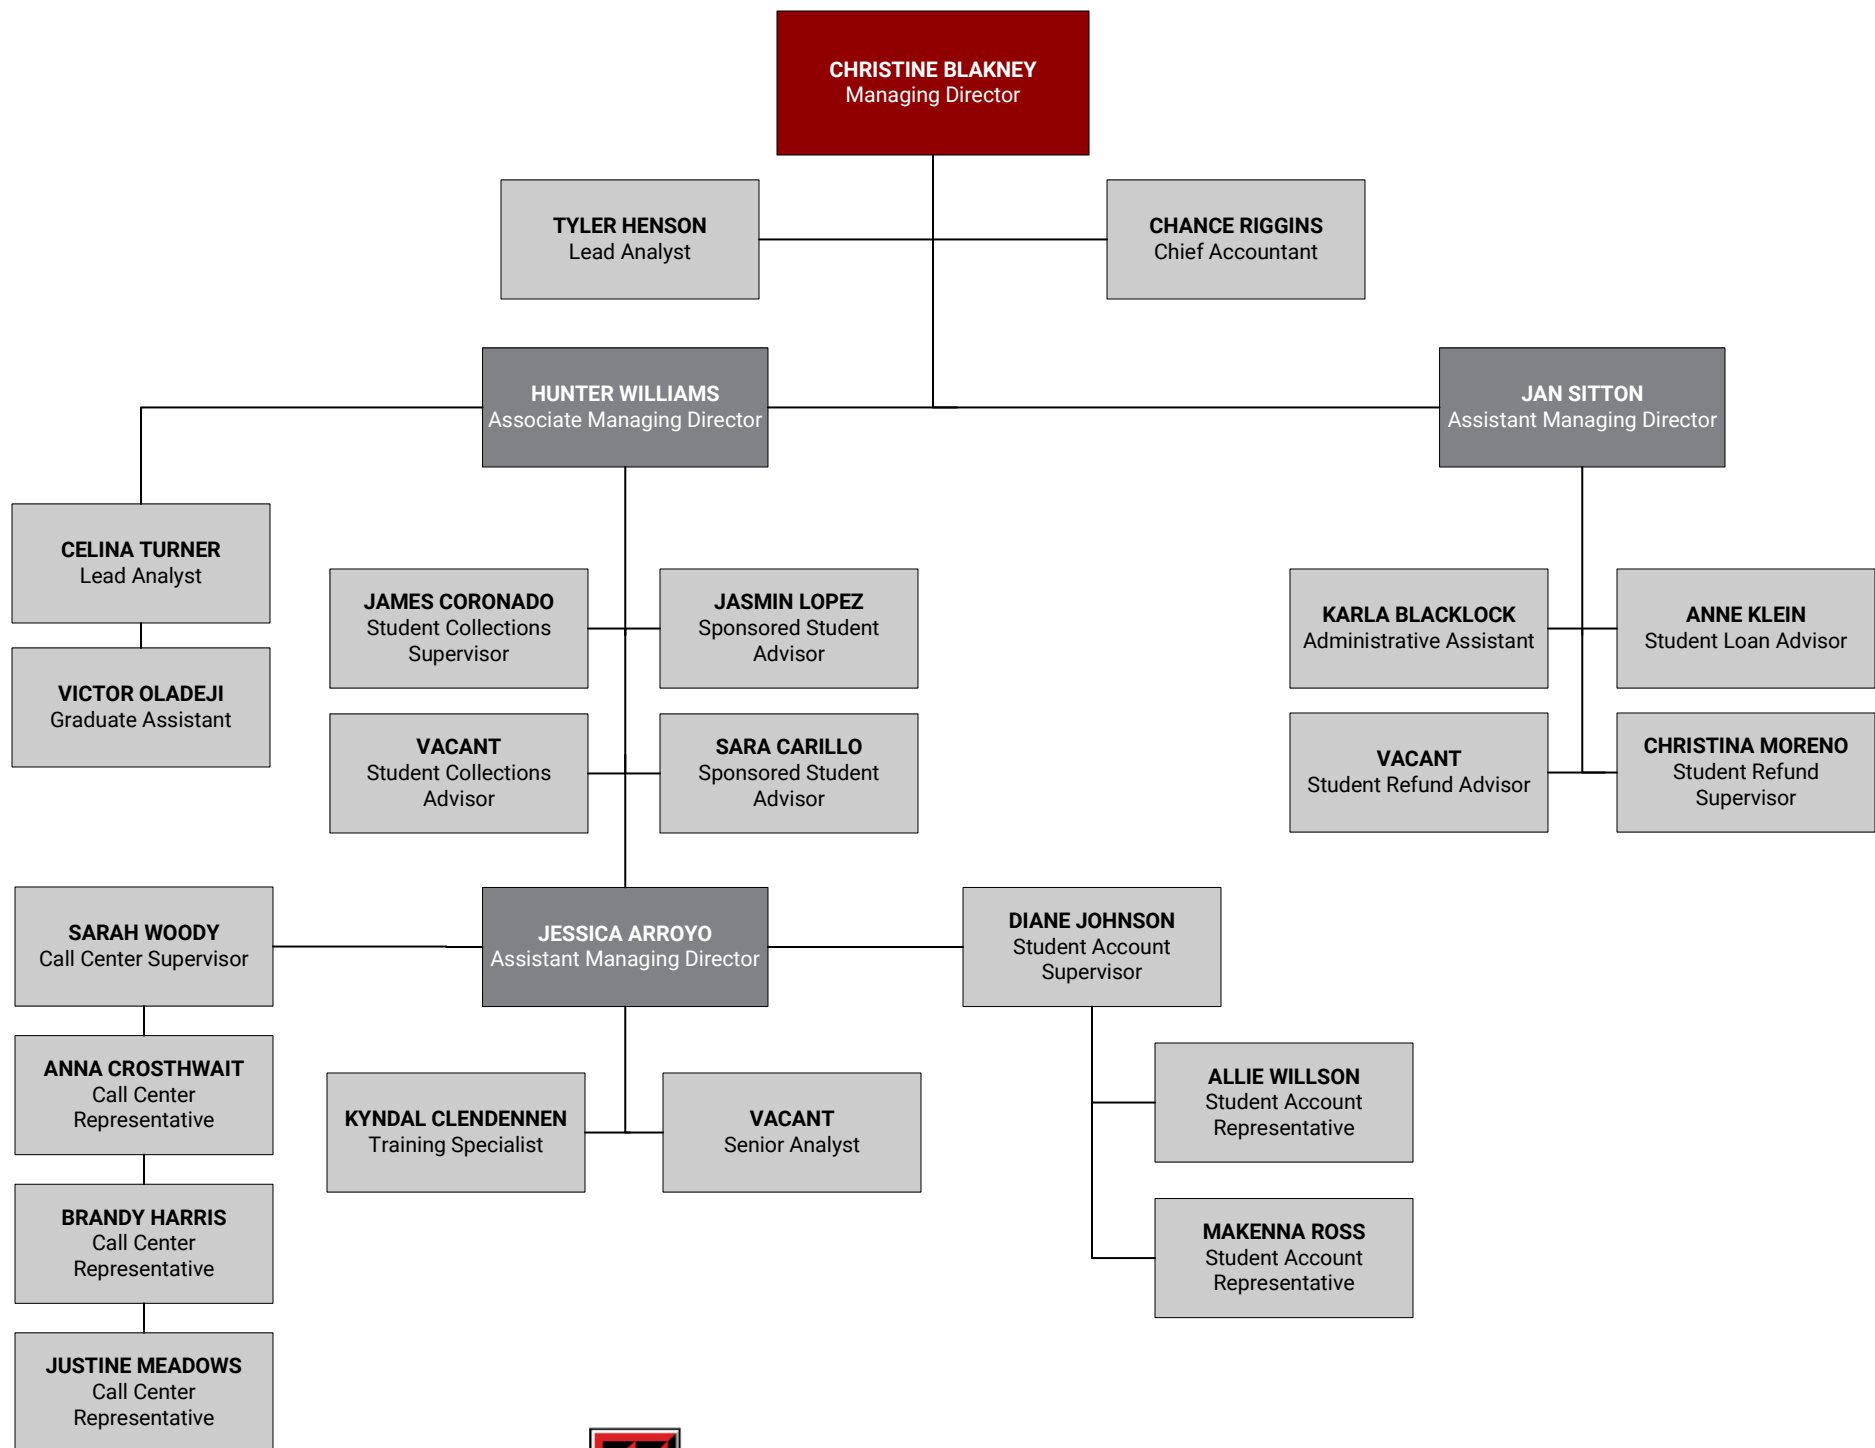 CHRISTINE BLAKNEY
Managing Director
TYLER HENSON
Lead Analyst
CHANCE RIGGINS
Chief Accountant
HUNTER WILLIAMS
Associate Managing Director
JAN SITTON
Assistant Managing Director
CELINA TURNER
Lead Analyst
VICTOR OLADEJI
Graduate Assistant
JAMES CORONADO
Student Collections
Supervisor
JASMIN LOPEZ
Sponsored Student
Advisor
KARLA BLACKLOCK
Administrative Assistant
ANNE KLEIN
Student Loan Advisor
VACANT
Student Collections
Advisor
SARA CARILLO
Sponsored Student
Advisor
VACANT
Student Refund Advisor
CHRISTINA MORENO
Student Refund
Supervisor
SARAH WOODY
Call Center Supervisor
JESSICA ARROYO
Assistant Managing Director
DIANE JOHNSON
Student Account
Supervisor
ANNA CROSTHWAIT
Call Center
Representative
KYNDAL CLENDENNEN
Training Specialist
VACANT
Senior Analyst
ALLIE WILLSON
Student Account
Representative
BRANDY HARRIS
Call Center
Representative
MAKENNA ROSS
Student Account
Representative
JUSTINE MEADOWS
Call Center
Representative